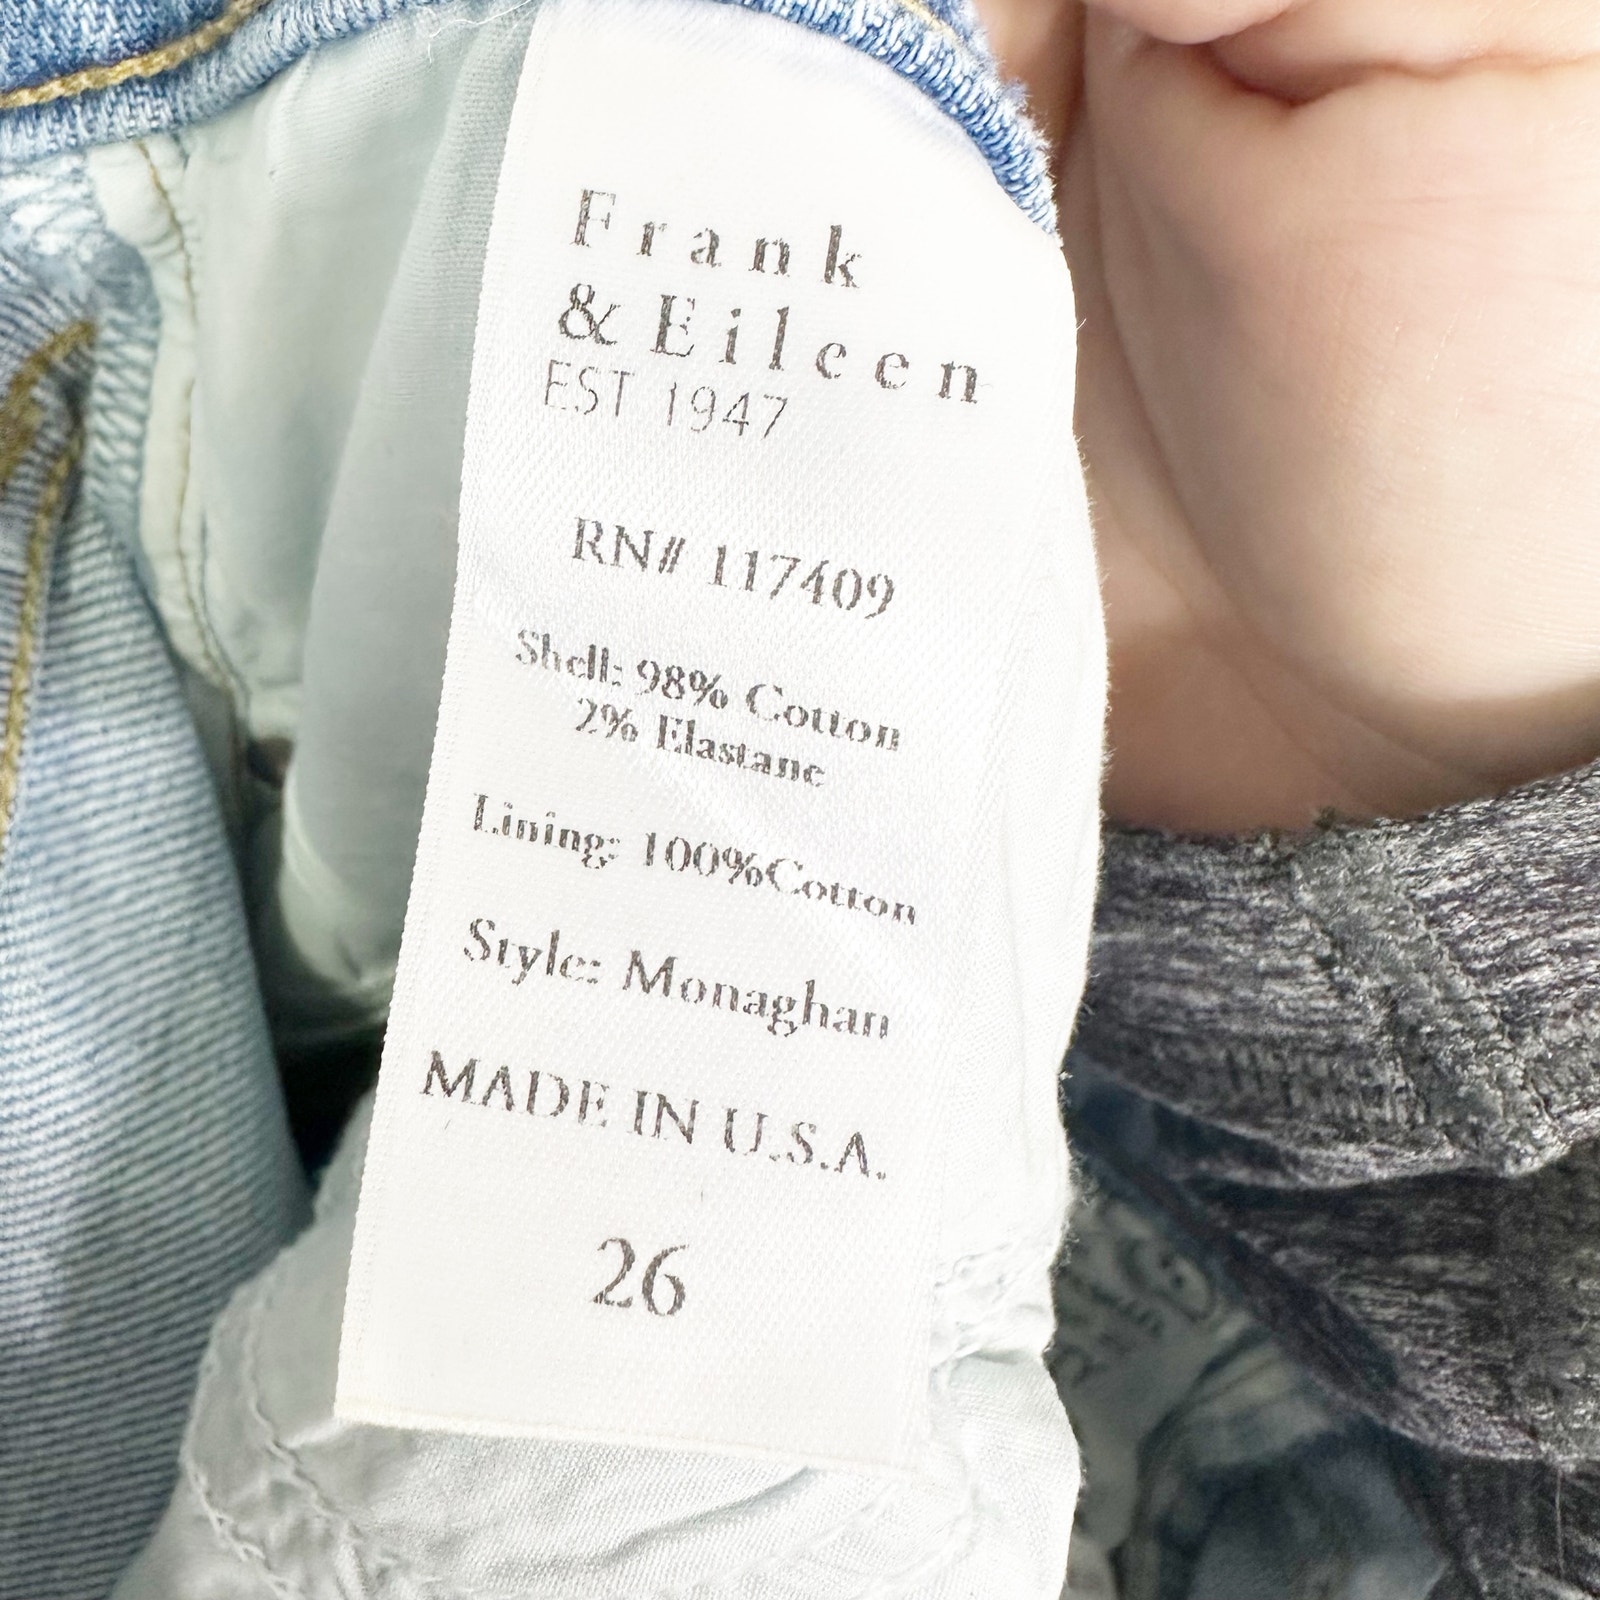 Frank
& Eileen
EST 1947
RN# 117409
Shell: 98% Cotton
2% Elastane
Lining: 100%Cotton
Style: Monaghan
MADE IN U.S.A.
26